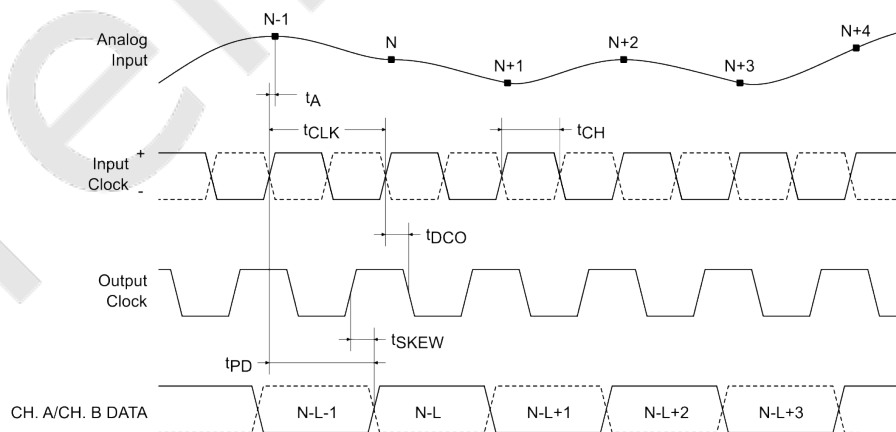 N-1
N
N+1
N+2
N+3
N+4
Analog
Input
tA
tCLK
tCH
Input
Clock
+
-
tDCO
Output
Clock
tSKEW
tPD
CH. A/CH. B DATA
N-L-1
N-L
N-L+1
N-L+2
N-L+3